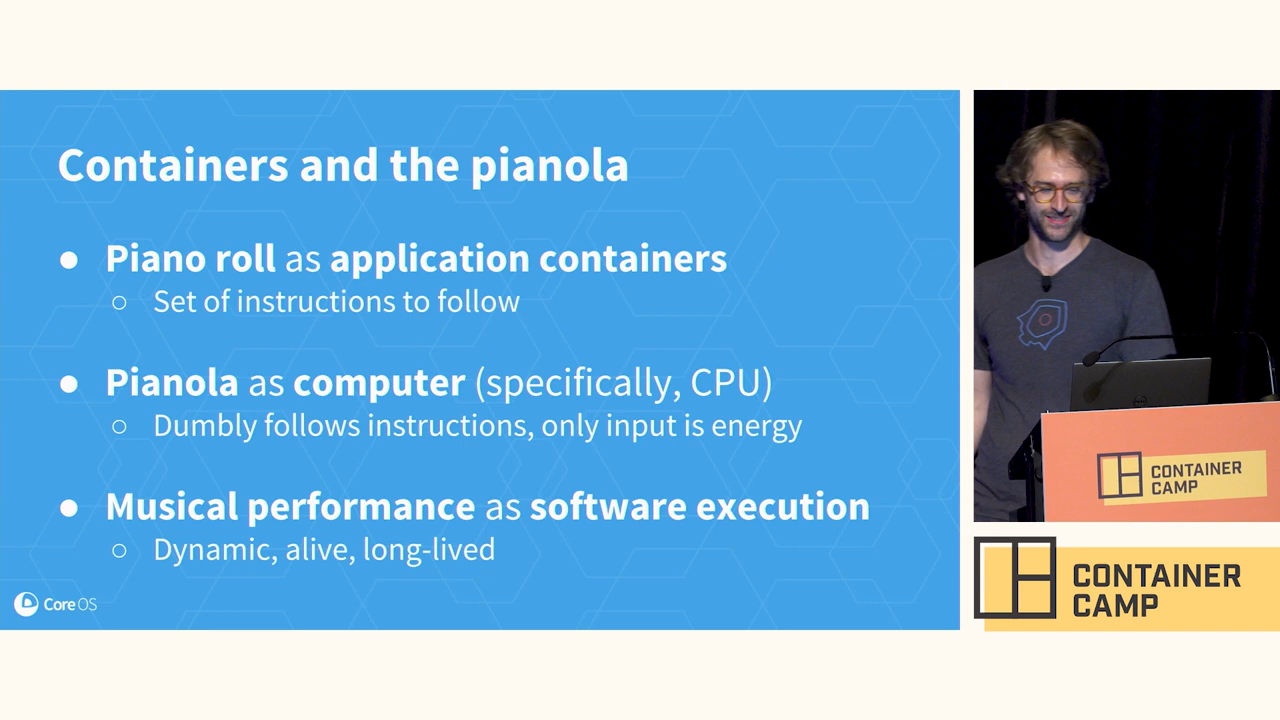 Containers and the pianola
● Piano roll as application containers
○ Set of instructions to follow
● Pianola as computer (specifically, CPU)
○ Dumbly follows instructions, only input is energy
● Musical performance as software execution
○ Dynamic, alive, long-lived
Core OS
CONTAINER
CAMP
CONTAINER
CAMP